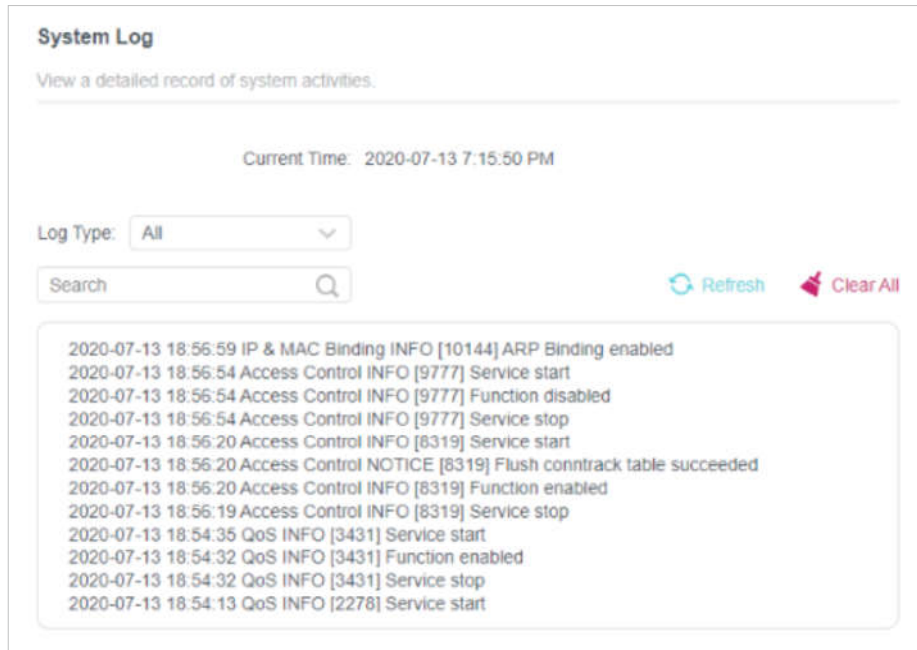 System Log
View a detailed record of system activities.
Current Time: 2020-07-13 7:15:50 PM
Log Type: All
Search
Refresh Clear All
2020-07-13 18:56:59 IP & MAC Binding INFO [10144] ARP Binding enabled
2020-07-13 18:56:54 Access Control INFO [9777] Service start
2020-07-13 18:56:54 Access Control INFO [9777] Function disabled
2020-07-13 18:56:54 Access Control INFO [9777] Service stop
2020-07-13 18:56:20 Access Control INFO [8319] Service start
2020-07-13 18:56:20 Access Control NOTICE [8319] Flush conntrack table succeeded
2020-07-13 18:56:20 Access Control INFO [8319] Function enabled
2020-07-13 18:56:19 Access Control INFO [8319] Service stop
2020-07-13 18:54:35 QoS INFO [3431] Service start
2020-07-13 18:54:32 QoS INFO [3431] Function enabled
2020-07-13 18:54:32 QoS INFO [3431] Service stop
2020-07-13 18:54:13 QoS INFO [2278] Service start